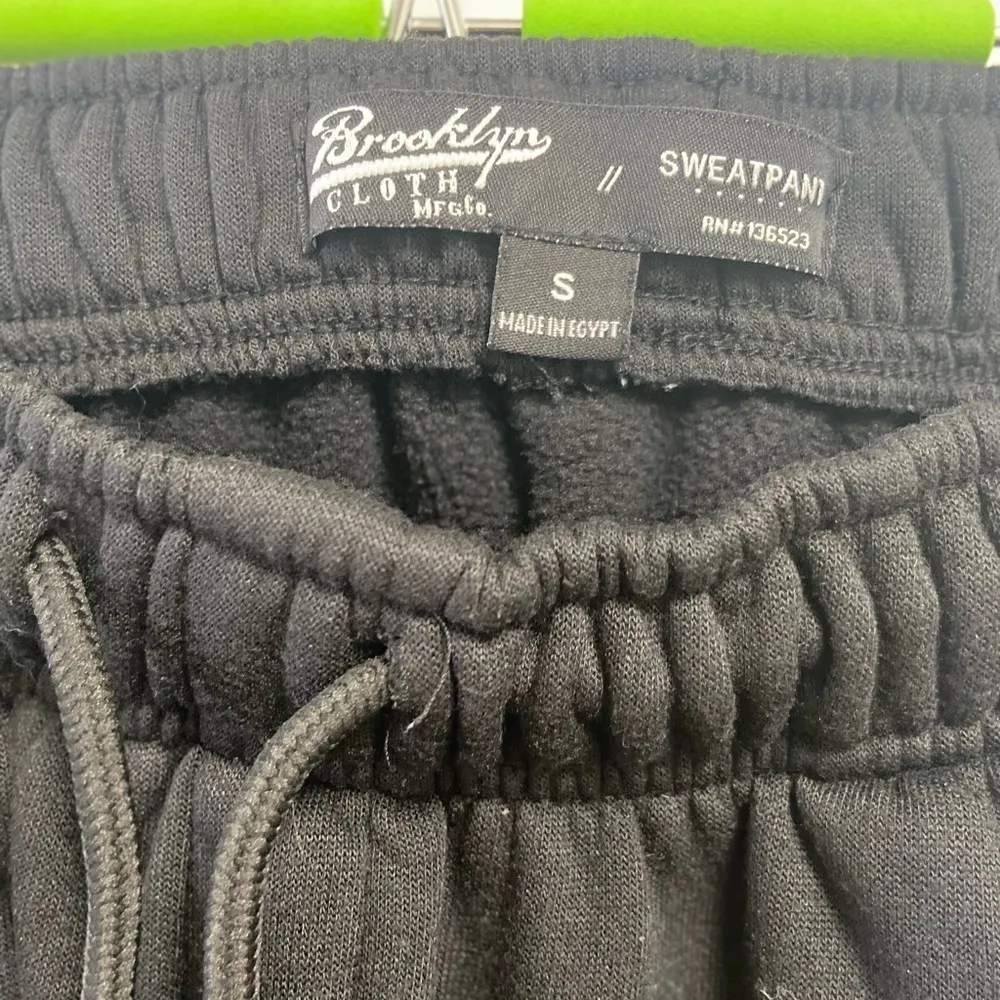 Brooklyn
CLOTH
MFG Co.
// SWEATPANT
RN# 136523
S
MADE IN EGYPT